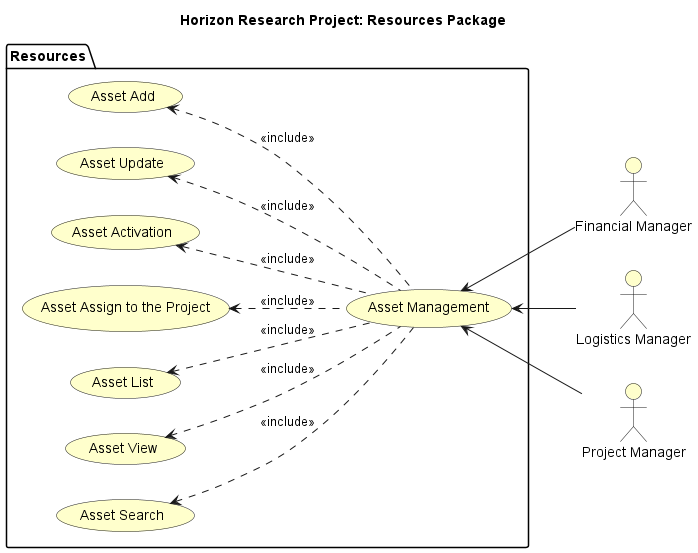 Horizon Research Project: Resources Package
Resources
Asset Add
«include»
Asset Update
«include»
Financial Manager
Asset Activation
«include»
Asset Assign to the Project
«include»
Asset Management
«include»
Logistics Manager
Asset List
«include»
Asset View
«include»
Project Manager
Asset Search